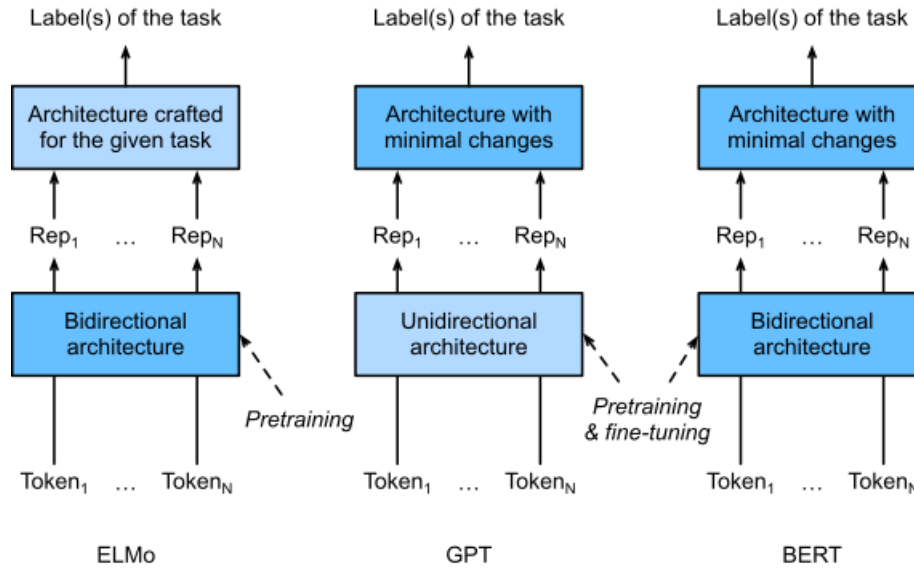 Label(s) of the task
Architecture crafted
for the given task
Rep1 … RepN
Bidirectional
architecture
Pretraining
Token1 … TokenN
ELMo
Label(s) of the task
Architecture with
minimal changes
Rep1 … RepN
Unidirectional
architecture
Pretraining
& fine-tuning
Token1 … TokenN
GPT
Label(s) of the task
Architecture with
minimal changes
Rep1 … RepN
Bidirectional
architecture
Token1 … TokenN
BERT